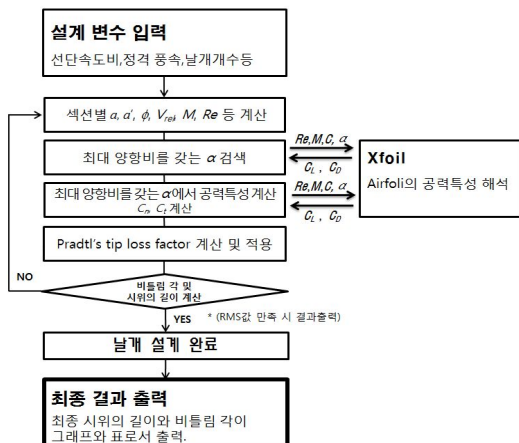 설계 변수 입력
선단속도비,정격 풍속,날개개수등
섹션별 a, a', ϕ, Vrel, M, Re 등 계산
최대 양항비를 갖는 α 검색
Re,M,C, α
CL , CD
Xfoil
Airfoli의 공력특성 해석
최대 양항비를 갖는 α에서 공력특성 계산
Cn, Ct 계산
Re,M,C, α
CL , CD
Pradtl's tip loss factor 계산 및 적용
NO
비틀림 각 및
시위의 길이 계산
YES
* (RMS값 만족 시 결과출력)
날개 설계 완료
최종 결과 출력
최종 시위의 길이와 비틀림 각이
그래프와 표로서 출력.